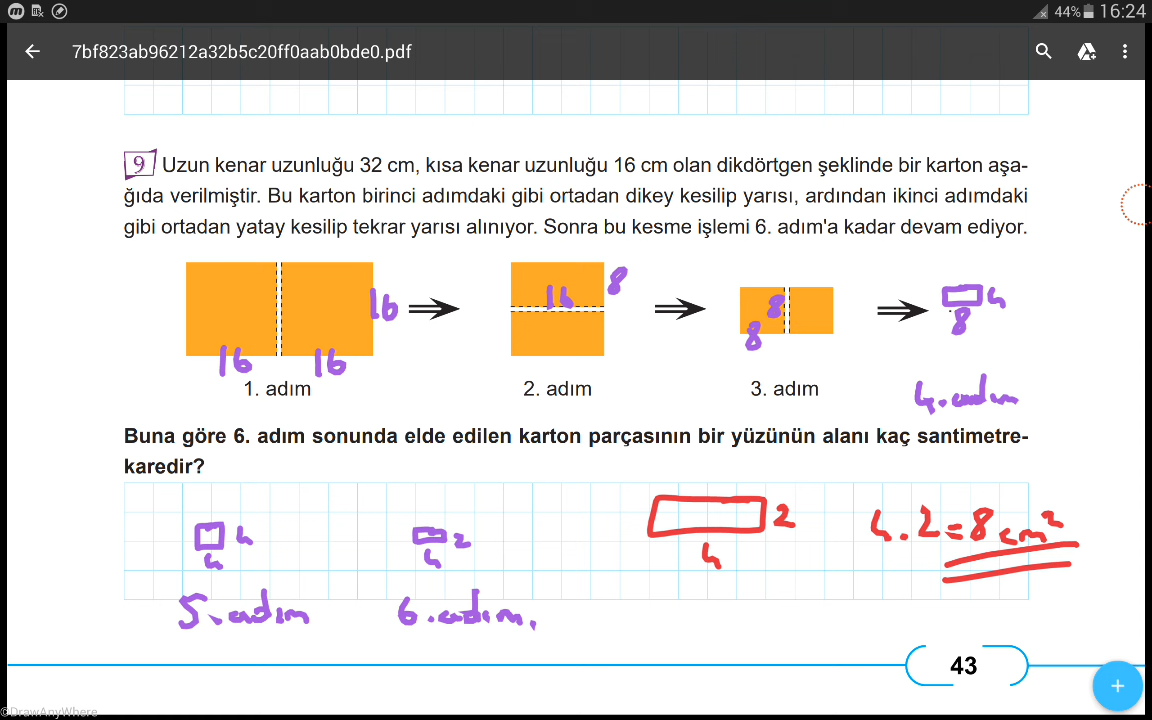 44% 16:24
7bf823ab96212a32b5c20ff0aab0bde0.pdf
9 Uzun kenar uzunluğu 32 cm, kısa kenar uzunluğu 16 cm olan dikdörtgen şeklinde bir karton aşa-
ğıda verilmiştir. Bu karton birinci adımdaki gibi ortadan dikey kesilip yarısı, ardından ikinci adımdaki
gibi ortadan yatay kesilip tekrar yarısı alınıyor. Sonra bu kesme işlemi 6. adım'a kadar devam ediyor.
16 16 16
16 8
8 8
4 8
1. adım 2. adım 3. adım 4. adım
Buna göre 6. adım sonunda elde edilen karton parçasının bir yüzünün alanı kaç santimetre-
karedir?
4 4 4 2 4 2 4.2=8 cm²
5. adım 6. adım.
43
©DrawAnyWhere